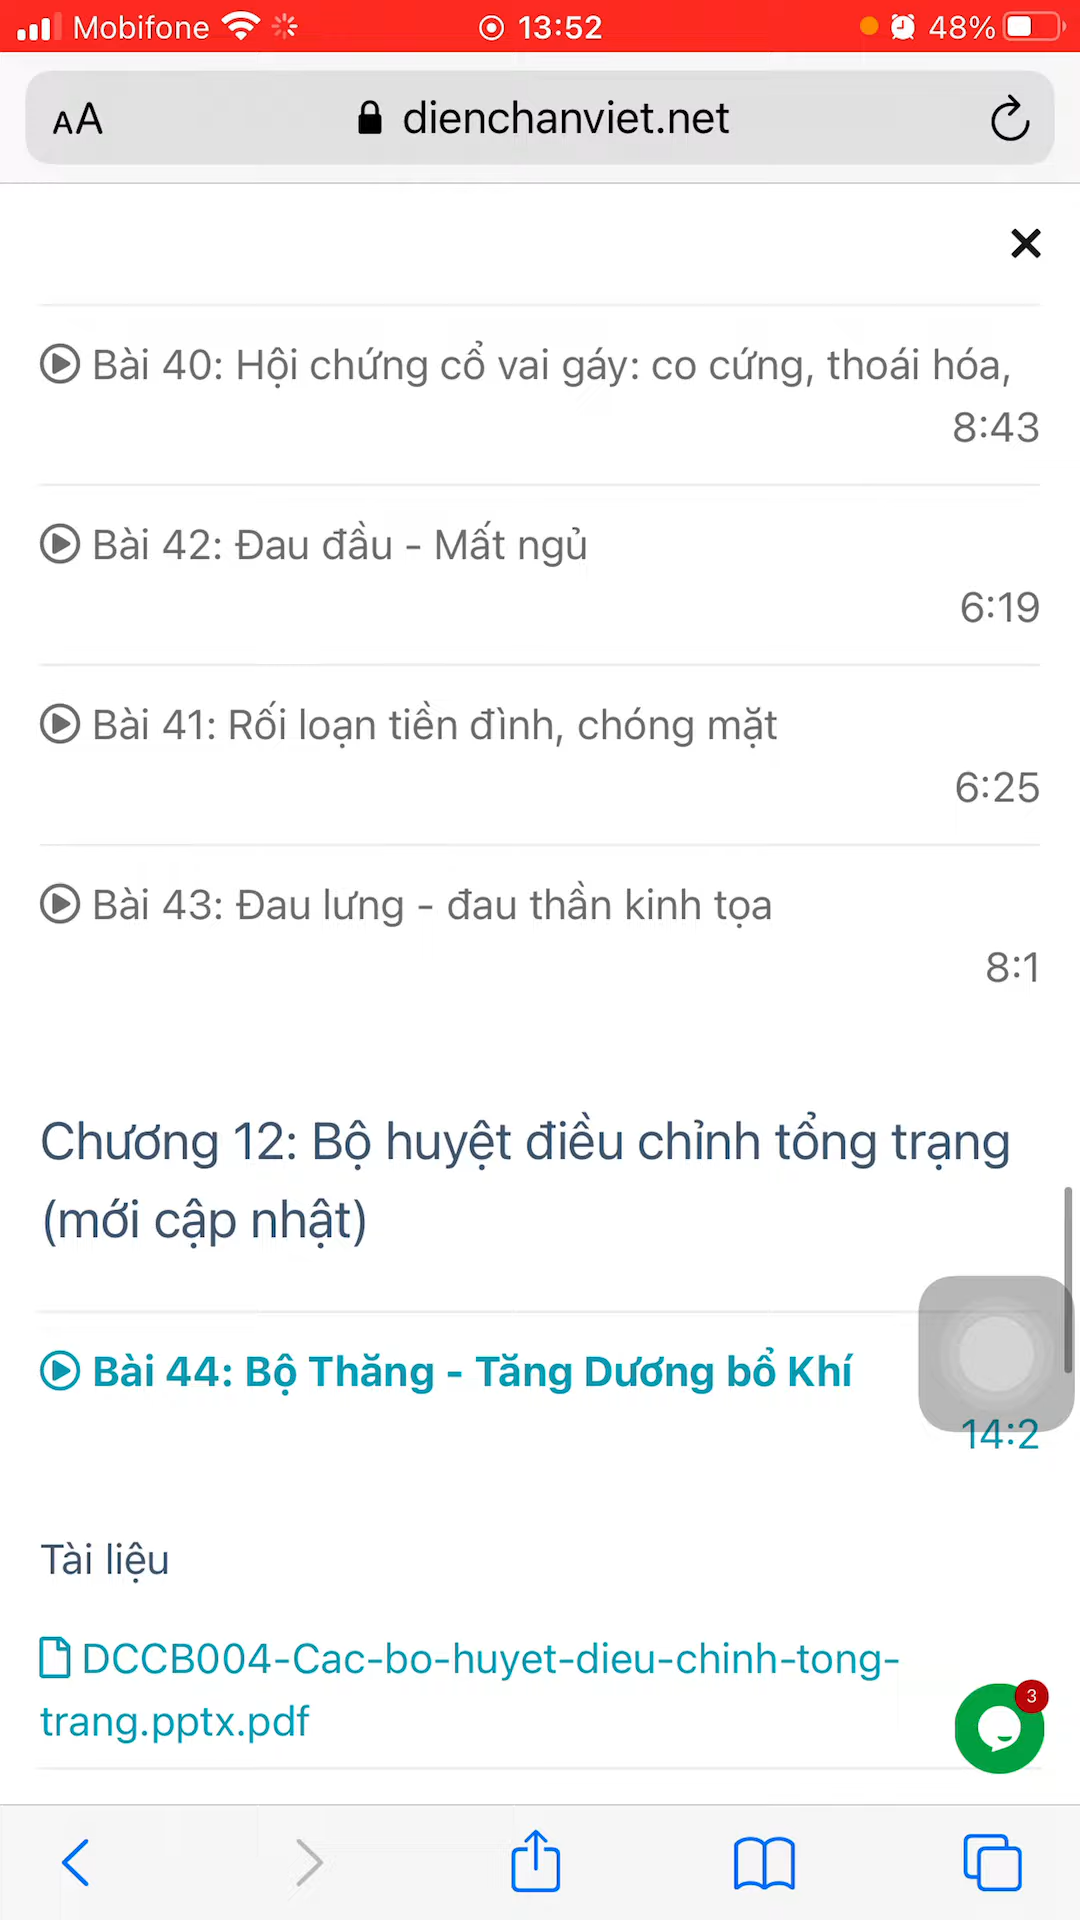 Mobifone 13:52 48%
AA dienchanviet.net
Bài 40: Hội chứng cổ vai gáy: co cứng, thoái hóa,
8:43
Bài 42: Đau đầu - Mất ngủ
6:19
Bài 41: Rối loạn tiền đình, chóng mặt
6:25
Bài 43: Đau lưng - đau thần kinh tọa
8:1
Chương 12: Bộ huyệt điều chỉnh tổng trạng
(mới cập nhật)
Bài 44: Bộ Thăng - Tăng Dương bổ Khí
14:2
Tài liệu
DCCB004-Cac-bo-huyet-dieu-chinh-tong-
trang.pptx.pdf
3